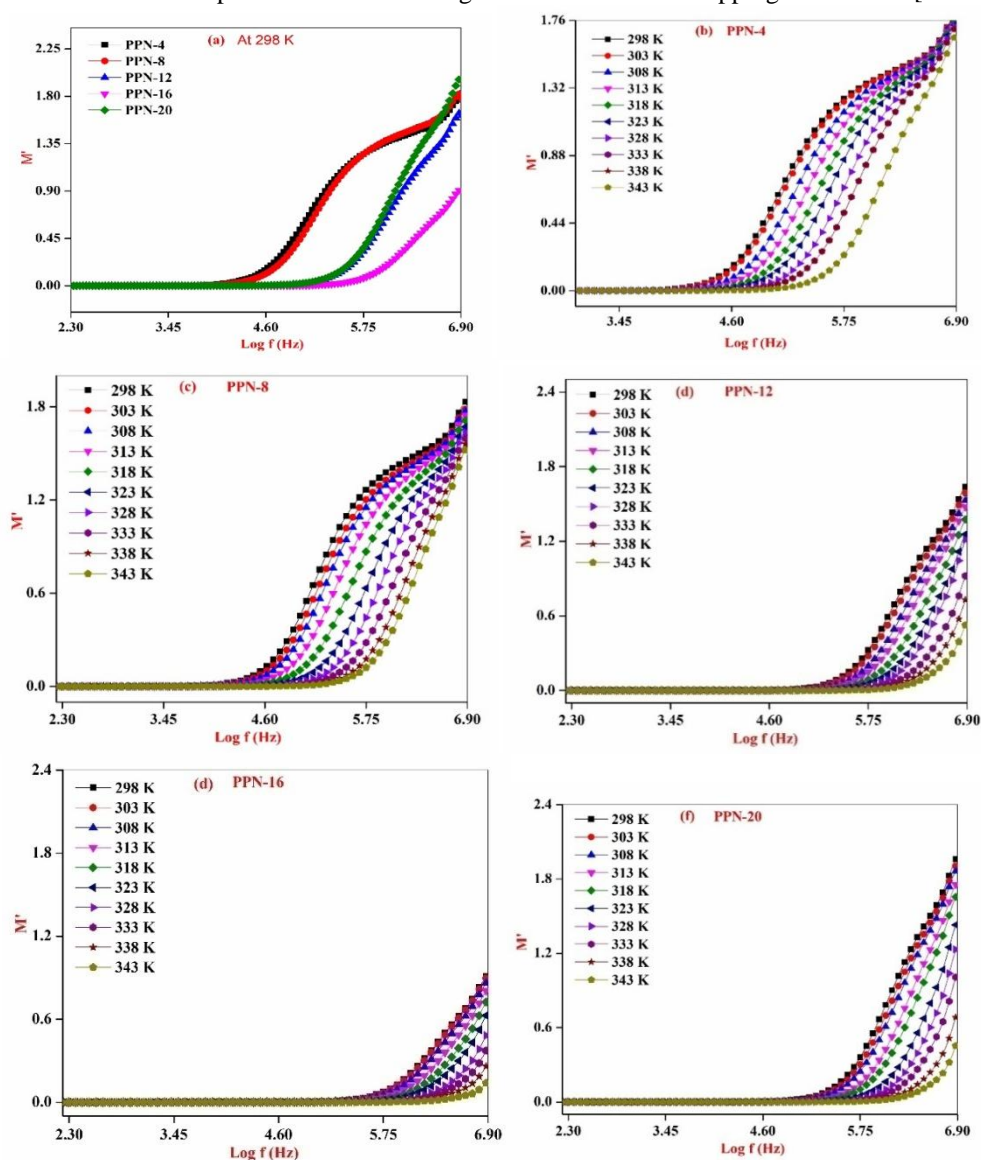 (a) At 298 K
PPN-4
PPN-8
PPN-12
PPN-16
PPN-20
2.25
1.80
1.35
0.90
0.45
0.00
M'
2.30 3.45 4.60 5.75 6.90
Log f (Hz)
(b) PPN-4
298 K
303 K
308 K
313 K
318 K
323 K
328 K
333 K
338 K
343 K
1.76
1.32
0.88
0.44
0.00
M'
3.45 4.60 5.75 6.90
Log f (Hz)
(c) PPN-8
298 K
303 K
308 K
313 K
318 K
323 K
328 K
333 K
338 K
343 K
1.8
1.2
0.6
0.0
M'
2.30 3.45 4.60 5.75 6.90
Log f (Hz)
(d) PPN-12
298 K
303 K
308 K
313 K
318 K
323 K
328 K
333 K
338 K
343 K
2.4
1.8
1.2
0.6
0.0
M'
2.30 3.45 4.60 5.75 6.90
Log f (Hz)
(d) PPN-16
298 K
303 K
308 K
313 K
318 K
323 K
328 K
333 K
338 K
343 K
2.4
1.8
1.2
0.6
0.0
M'
2.30 3.45 4.60 5.75 6.90
Log f (Hz)
(f) PPN-20
298 K
303 K
308 K
313 K
318 K
323 K
328 K
333 K
338 K
343 K
2.4
1.8
1.2
0.6
0.0
M'
2.30 3.45 4.60 5.75 6.90
Log f (Hz)